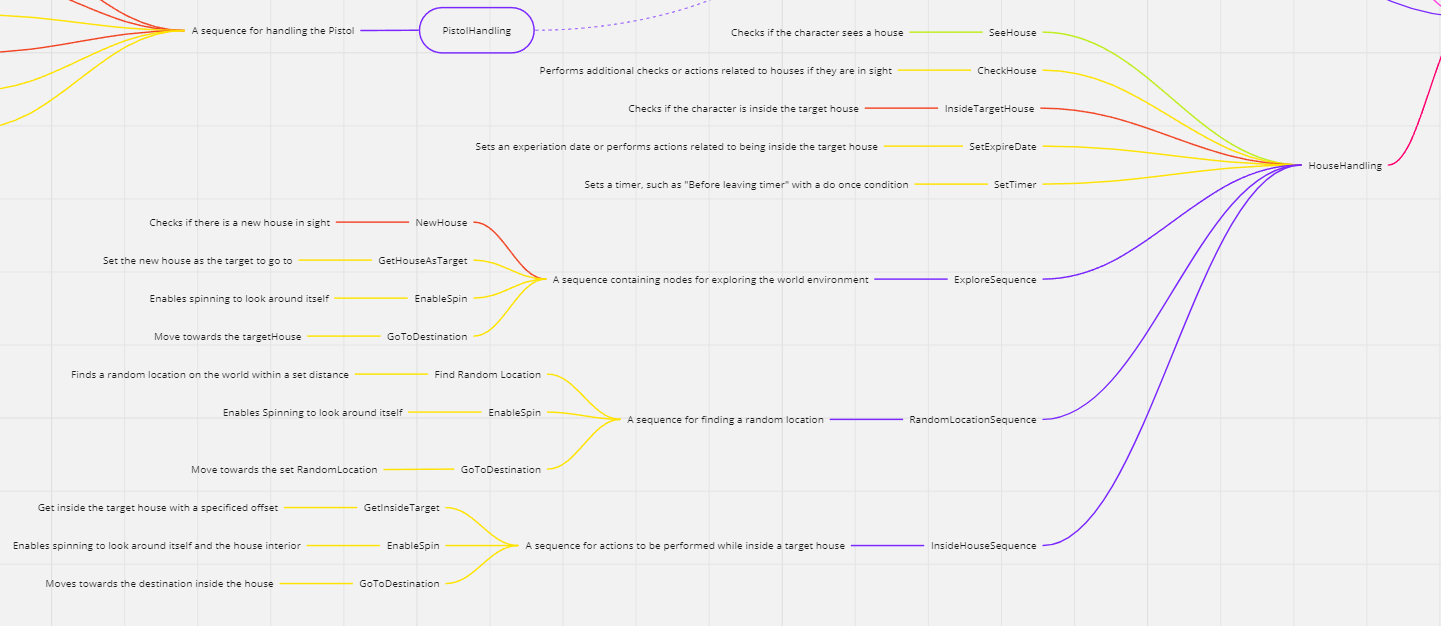 A sequence for handling the Pistol
PistolHandling
Checks if the character sees a house
SeeHouse
Performs additional checks or actions related to houses if they are in sight
CheckHouse
Checks if the character is inside the target house
InsideTargetHouse
Sets an experiation date or performs actions related to being inside the target house
SetExpireDate
HouseHandling
Sets a timer, such as "Before leaving timer" with a do once condition
SetTimer
Checks if there is a new house in sight
NewHouse
Set the new house as the target to go to
GetHouseAsTarget
A sequence containing nodes for exploring the world environment
ExploreSequence
Enables spinning to look around itself
EnableSpin
Move towards the targetHouse
GoToDestination
Finds a random location on the world within a set distance
Find Random Location
Enables Spinning to look around itself
EnableSpin
A sequence for finding a random location
RandomLocationSequence
Move towards the set RandomLocation
GoToDestination
Get inside the target house with a specificed offset
GetInsideTarget
Enables spinning to look around itself and the house interior
EnableSpin
A sequence for actions to be performed while inside a target house
InsideHouseSequence
Moves towards the destination inside the house
GoToDestination